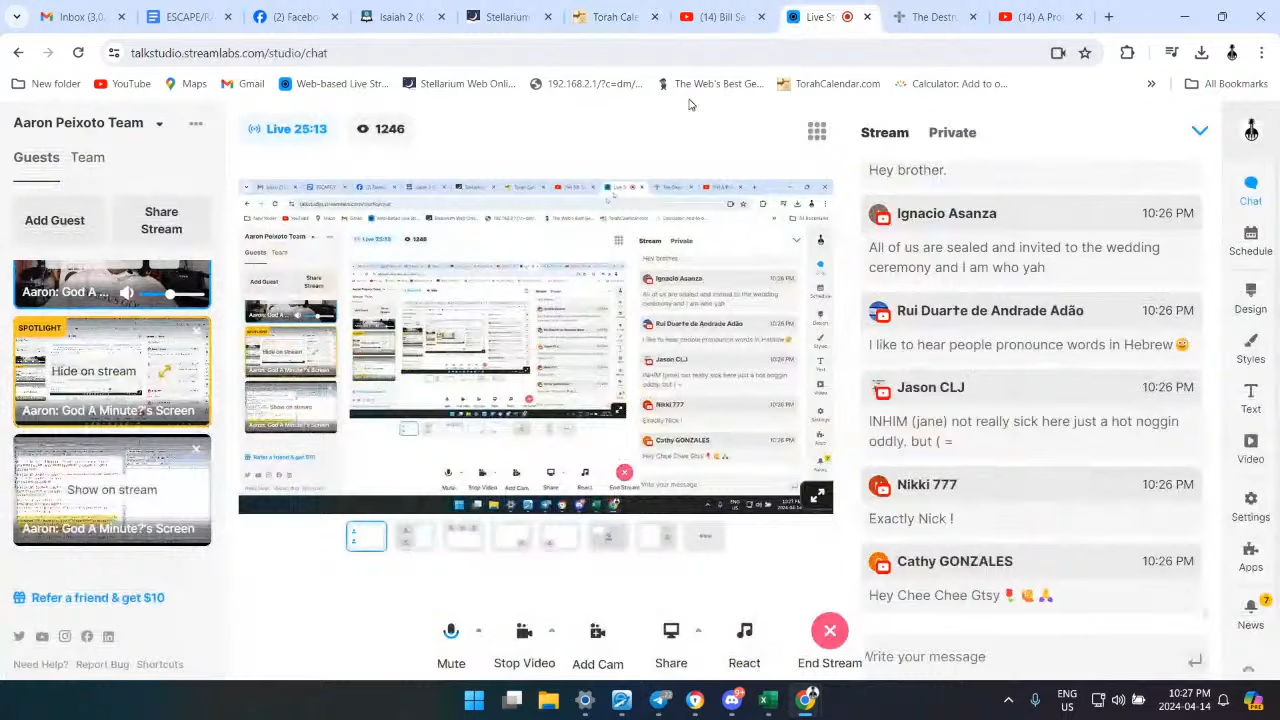 Inbox (1
ESCAPE/R
(2) Facebo
Isaiah 2 (K
Stellarium
Torah Cale
(14) Bill Sa
Live St
The Destr
(14) A Pro
talkstudio.streamlabs.com/studio/chat
New folder
YouTube
Maps
Gmail
Web-based Live Str...
Stellarium Web Onli...
192.168.2.1/?c=dm/...
The Web's Best Ge...
TorahCalendar.com
Calculator: Add to o...
All Bookmarks
Aaron Peixoto Team
Guests Team
Add Guest
Share Stream
Aaron: God A ...
SPOTLIGHT
Hide on stream
Aaron: God A Minute?'s Screen
Show on stream
Aaron: God A Minute?'s Screen
Refer a friend & get $10
Need Help? Report Bug Shortcuts
Live 25:13 1246
Mute
Stop Video
Add Cam
Share
React
End Stream
Stream Private
Hey brother.
Ignacio Asanza
All of us are sealed and invited to the wedding
ceremony and i am who yah.
Rui Duarte de Andrade Adão 10:26 PM
I like to hear people pronounce words in Hebrew
Jason CLJ 10:26 PM
INHIM (jane) not really sick here just a hot noggin
oddly, but ( =
Nikki 777 10:26 PM
Exactly Nick !
Cathy GONZALES 10:26 PM
Hey Chee Chee Gtsy 🌷👏🙏
Write your message
Chat
Styles
Text
Video
Settings
Apps
7
News
ENG
US
10:27 PM
2024-04-14